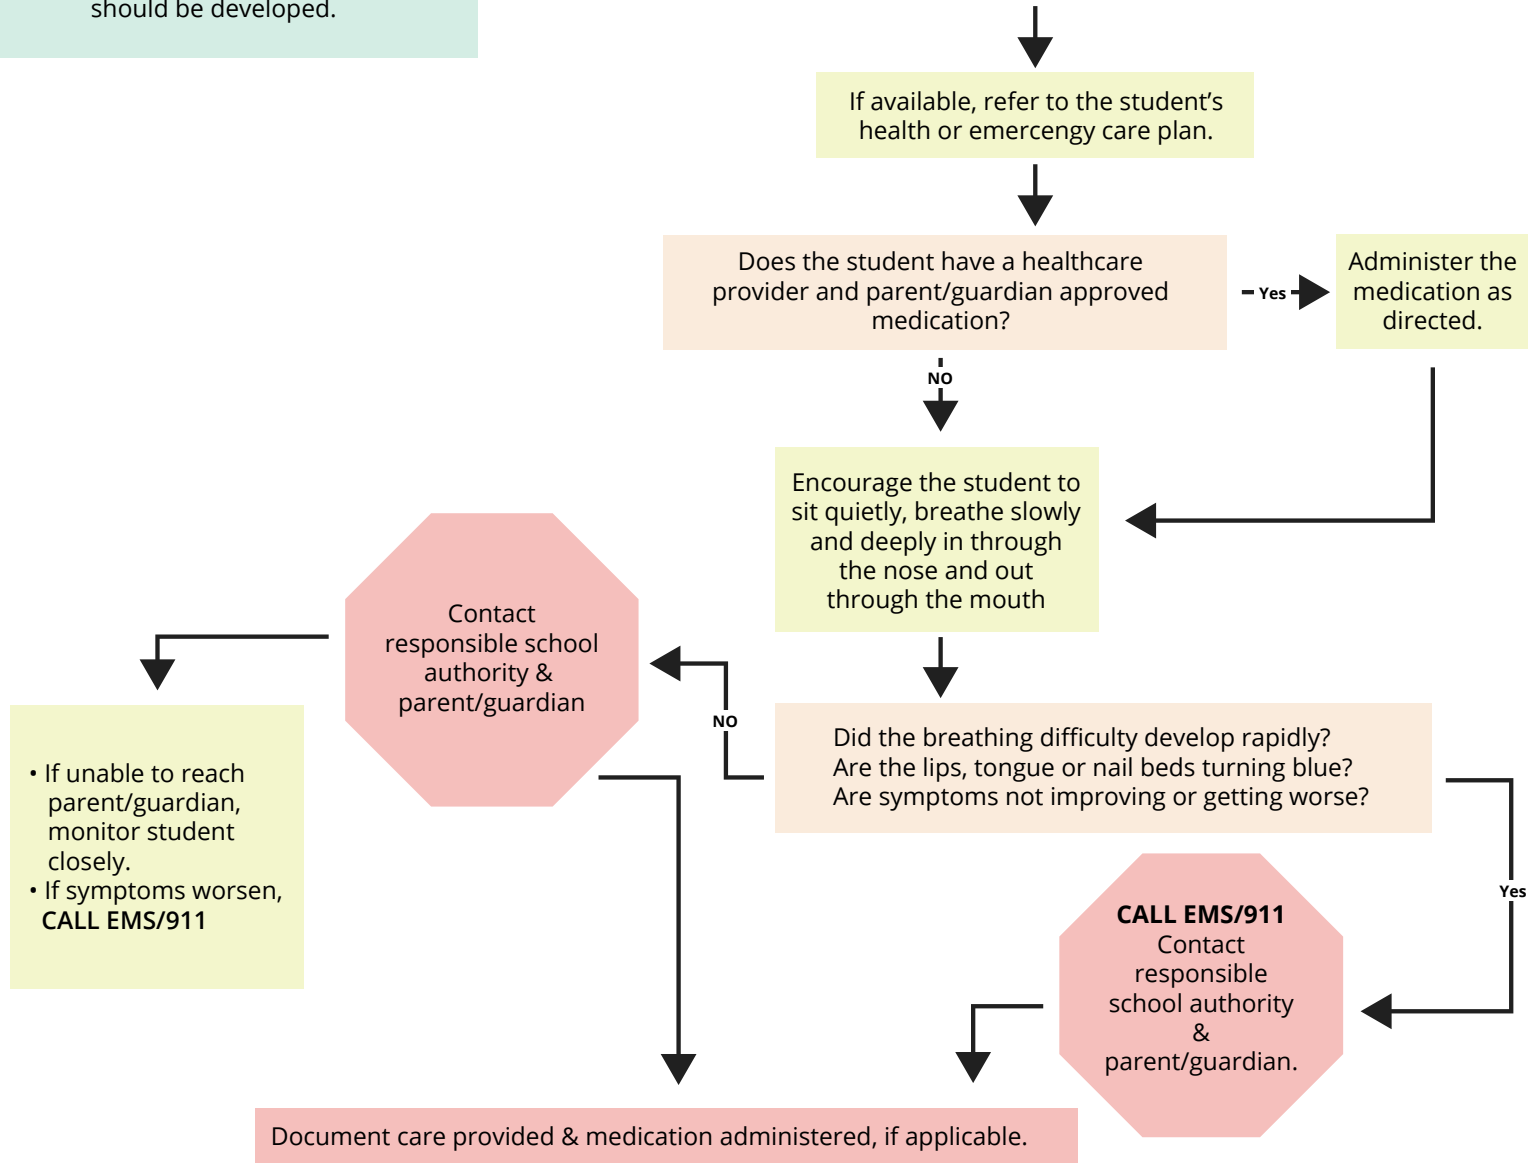 should be developed.
If available, refer to the student’s
health or emercengy care plan.
Does the student have a healthcare
provider and parent/guardian approved
medication?
Yes
Administer the
medication as
directed.
NO
Encourage the student to
sit quietly, breathe slowly
and deeply in through
the nose and out
through the mouth
Contact
responsible school
authority &
parent/guardian
NO
Did the breathing difficulty develop rapidly?
Are the lips, tongue or nail beds turning blue?
Are symptoms not improving or getting worse?
• If unable to reach
parent/guardian,
monitor student
closely.
• If symptoms worsen,
CALL EMS/911
Yes
CALL EMS/911
Contact
responsible
school authority
&
parent/guardian.
Document care provided & medication administered, if applicable.